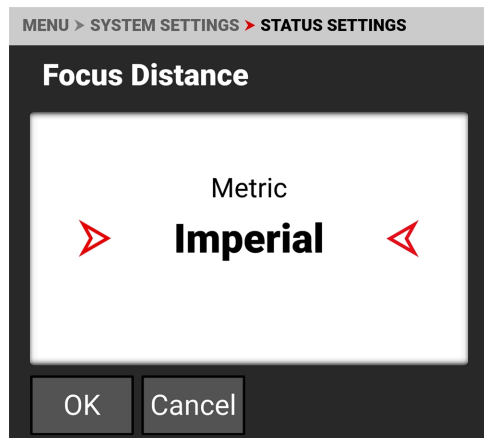 MENU > SYSTEM SETTINGS > STATUS SETTINGS
Focus Distance
Metric
Imperial
OK Cancel